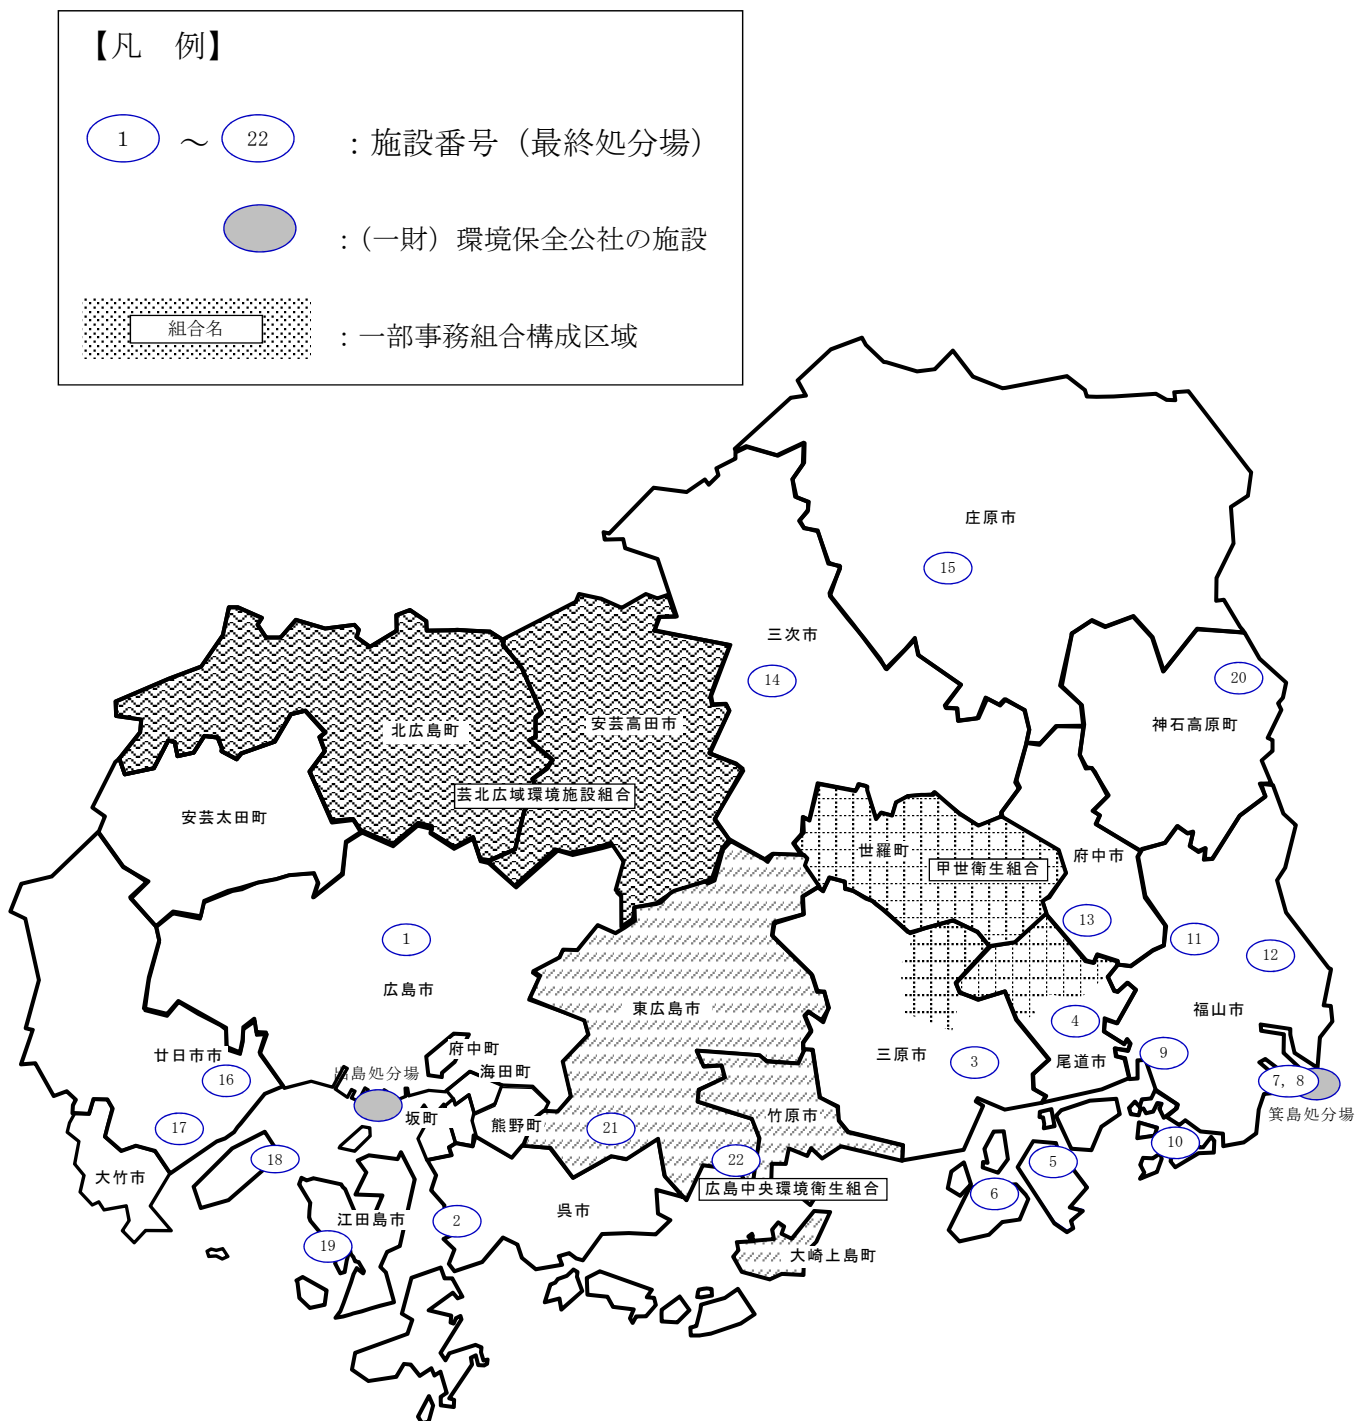 【凡　例】
1 ～ 22 ：施設番号（最終処分場）
：（一財）環境保全公社の施設
組合名 ：一部事務組合構成区域
庄原市
15
三次市
14
20
神石高原町
北広島町
安芸高田市
芸北広域環境施設組合
安芸太田町
世羅町
甲世衛生組合
府中市
13
11
12
1
広島市
東広島市
福山市
4
尾道市
三原市
3
9
府中町
海田町
廿日市市
16
出島処分場
7, 8
箕島処分場
坂町
熊野町
竹原市
17
21
10
大竹市
18
22
5
広島中央環境衛生組合
6
江田島市
2
呉市
19
大崎上島町